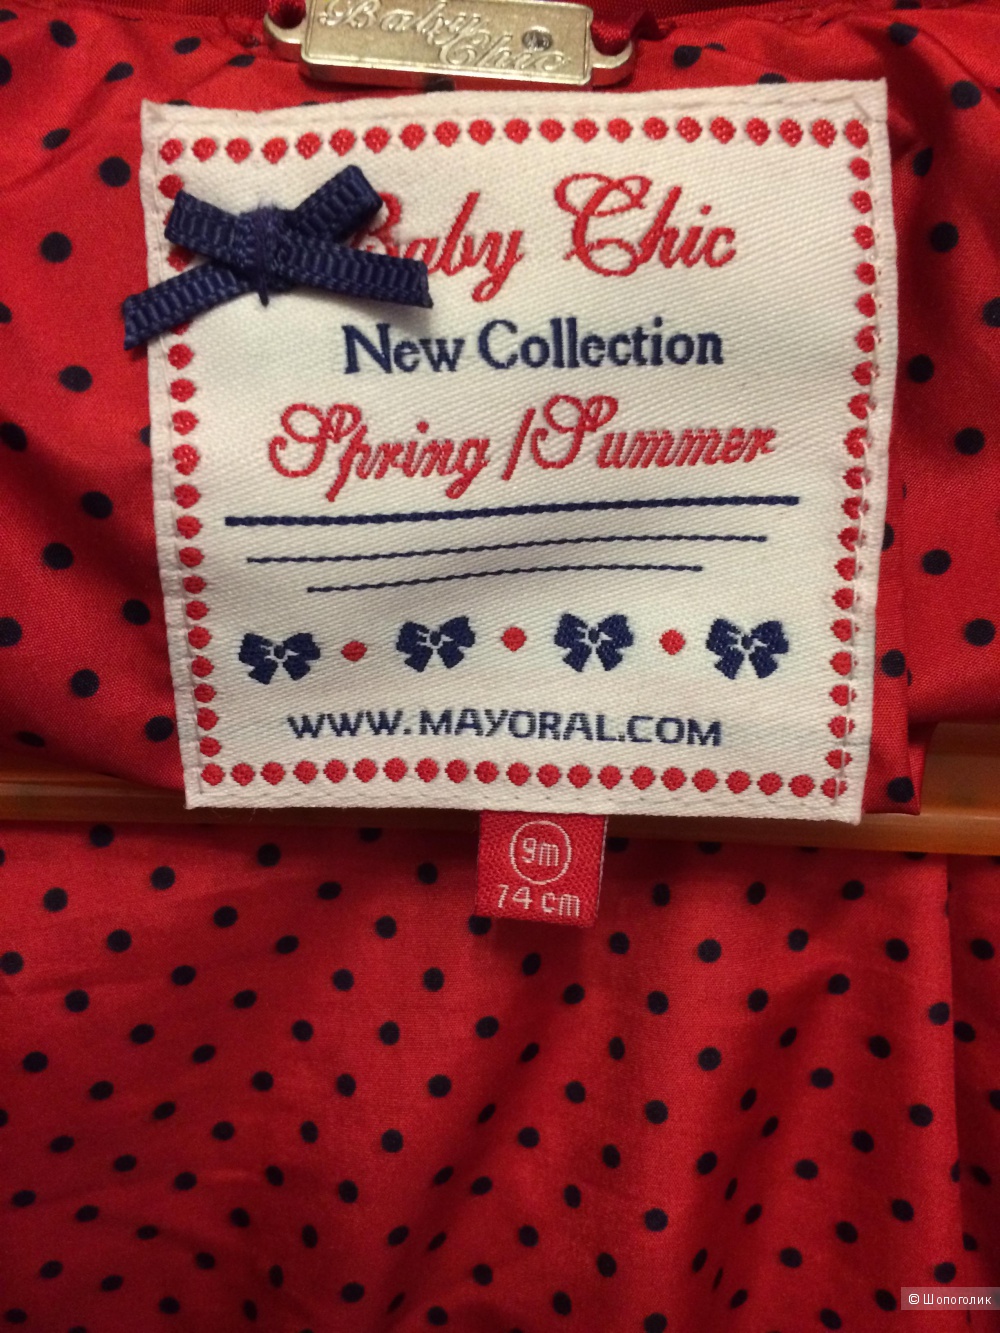 Baby Chic
Baby Chic
New Collection
Spring/Summer
WWW.MAYORAL.COM
9m
74 cm
© Шопоголик